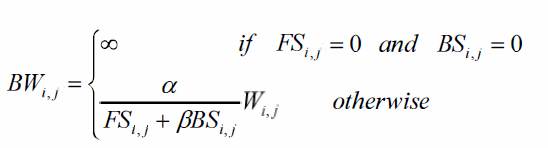 ∞ if FS_{i,j} = 0 and BS_{i,j} = 0
BW_{i,j} =
α / (FS_{i,j} + βBS_{i,j}) W_{i,j} otherwise